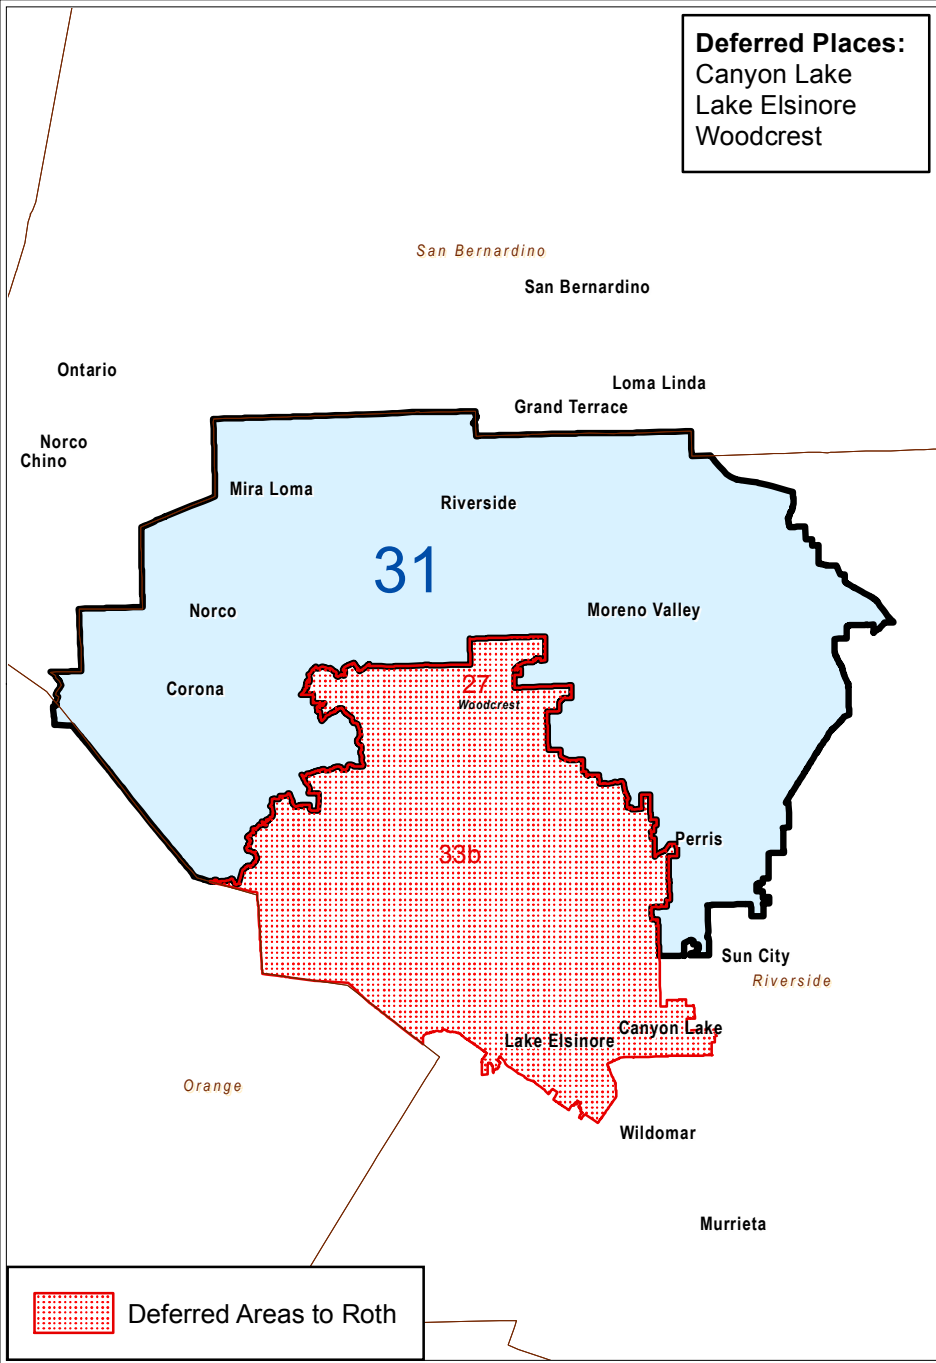 Deferred Places:
Canyon Lake
Lake Elsinore
Woodcrest
San Bernardino
San Bernardino
Ontario
Loma Linda
Grand Terrace
Norco
Chino
Mira Loma
Riverside
31
Norco
Moreno Valley
Corona
27
Woodcrest
Perris
33b
Sun City
Riverside
Canyon Lake
Lake Elsinore
Orange
Wildomar
Murrieta
Deferred Areas to Roth